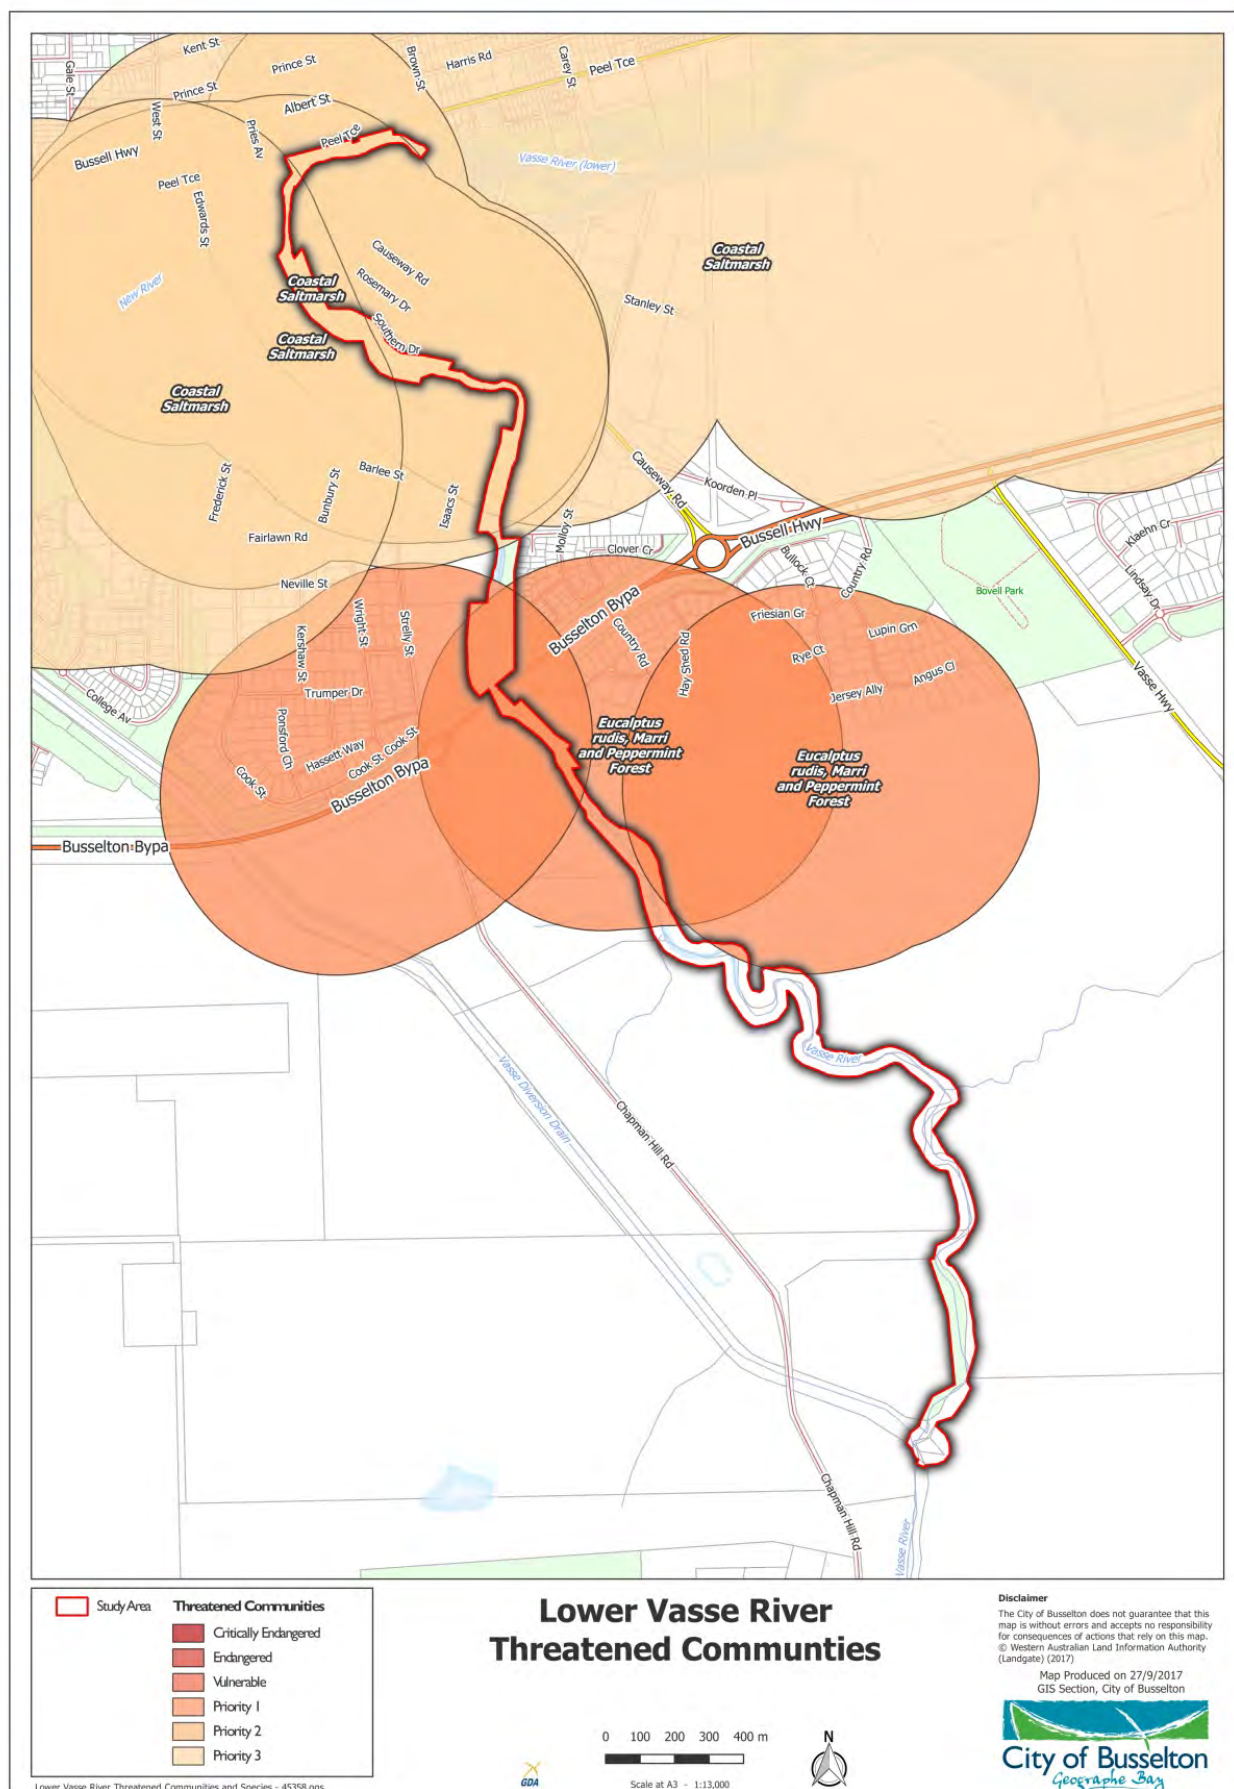 Kent St
Prince St
Brown St
Harris Rd
Carey St
Peel Tce
Gale St
Prince St
Albert St
West St
Pries Av
Peel Tce
Bussell Hwy
Vasse River (lower)
Peel Tce
Edwards St
Causeway Rd
Coastal
Saltmarsh
New River
Coastal
Saltmarsh
Rosemary Dr
Stanley St
Southern Dr
Coastal
Saltmarsh
Coastal
Saltmarsh
Causeway Rd
Koorden Pl
Barlee St
Frederick St
Bunbury St
Isaacs St
Molloy St
Bussell Hwy
Klaehn Cr
Fairlawn Rd
Clover Cr
Bullock Ct
Country Rd
Neville St
Lindsay Dr
Bovell Park
Busselton Bypa
Friesian Gr
Wright St
Strelly St
Kershaw St
Country Rd
Hay Shed Rd
Lupin Grn
Rye Ct
Angus Cl
Vasse Hwy
College Av
Trumper Dr
Jersey Ally
Ponsford Ch
Hassett Way
Cook St
Cook St
Cook St
Eucalptus
rudis, Marri
and Peppermint
Forest
Eucalptus
rudis, Marri
and Peppermint
Forest
Busselton Bypa
Busselton Bypa
Vasse River
Vasse Diversion Drain
Chapman Hill Rd
Chapman Hill Rd
Vasse River
Study Area
Threatened Communities
Critically Endangered
Endangered
Vulnerable
Priority 1
Priority 2
Priority 3
Lower Vasse River Threatened Communities and Species - 45358.qgs
Lower Vasse River
Threatened Communties
0 100 200 300 400 m
GDA
Scale at A3 - 1:13,000
N
Disclaimer
The City of Busselton does not guarantee that this
map is without errors and accepts no responsibility
for consequences of actions that rely on this map.
© Western Australian Land Information Authority
(Landgate) (2017)
Map Produced on 27/9/2017
GIS Section, City of Busselton
City of Busselton
Geographe Bay